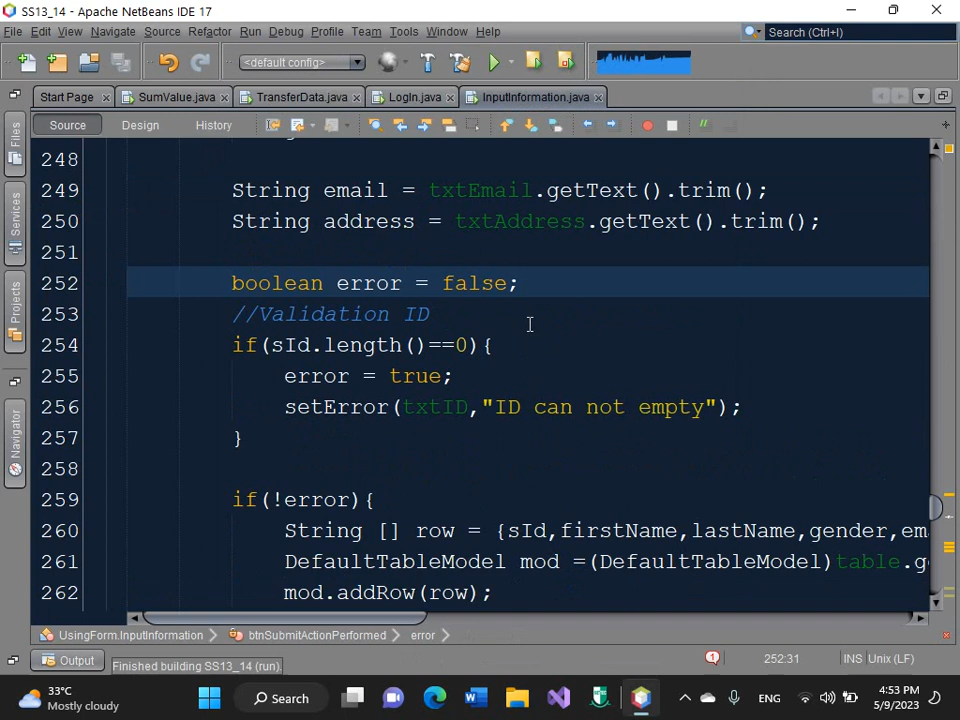 SS13_14 - Apache NetBeans IDE 17
File Edit View Navigate Source Refactor Run Debug Profile Team Tools Window Help
Search (Ctrl+I)
<default config>
Start Page SumValue.java TransferData.java LogIn.java InputInformation.java
Source Design History
Files
Services
Projects
Navigator
248
249 String email = txtEmail.getText().trim();
250 String address = txtAddress.getText().trim();
251
252 boolean error = false;
253 //Validation ID
254 if(sId.length()==0){
255 error = true;
256 setError(txtID,"ID can not empty");
257 }
258
259 if(!error){
260 String [] row = {sId,firstName,lastName,gender,em
261 DefaultTableModel mod =(DefaultTableModel)table.g
262 mod.addRow(row);
UsingForm.InputInformation btnSubmitActionPerformed error
Output Finished building SS13_14 (run). 1 252:31 INS Unix (LF)
33°C
Mostly cloudy
Search
ENG
4:53 PM
5/9/2023